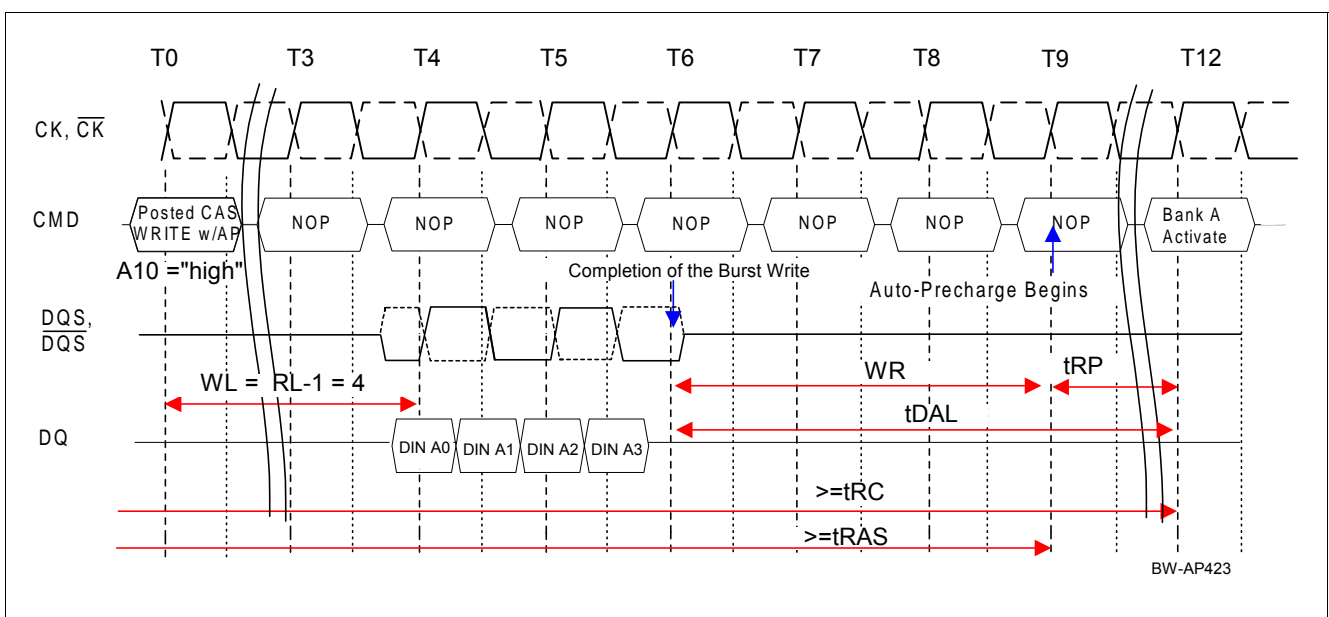 T0 T3 T4 T5 T6 T7 T8 T9 T12
CK, CK
CMD
Posted CAS
WRITE w/AP
NOP NOP NOP NOP NOP NOP NOP
Bank A
Activate
A10 ="high"
Completion of the Burst Write
Auto-Precharge Begins
DQS,
DQS
WL = RL-1 = 4
WR
tRP
tDAL
DQ
DIN A0 DIN A1 DIN A2 DIN A3
>=tRC
>=tRAS
BW-AP423